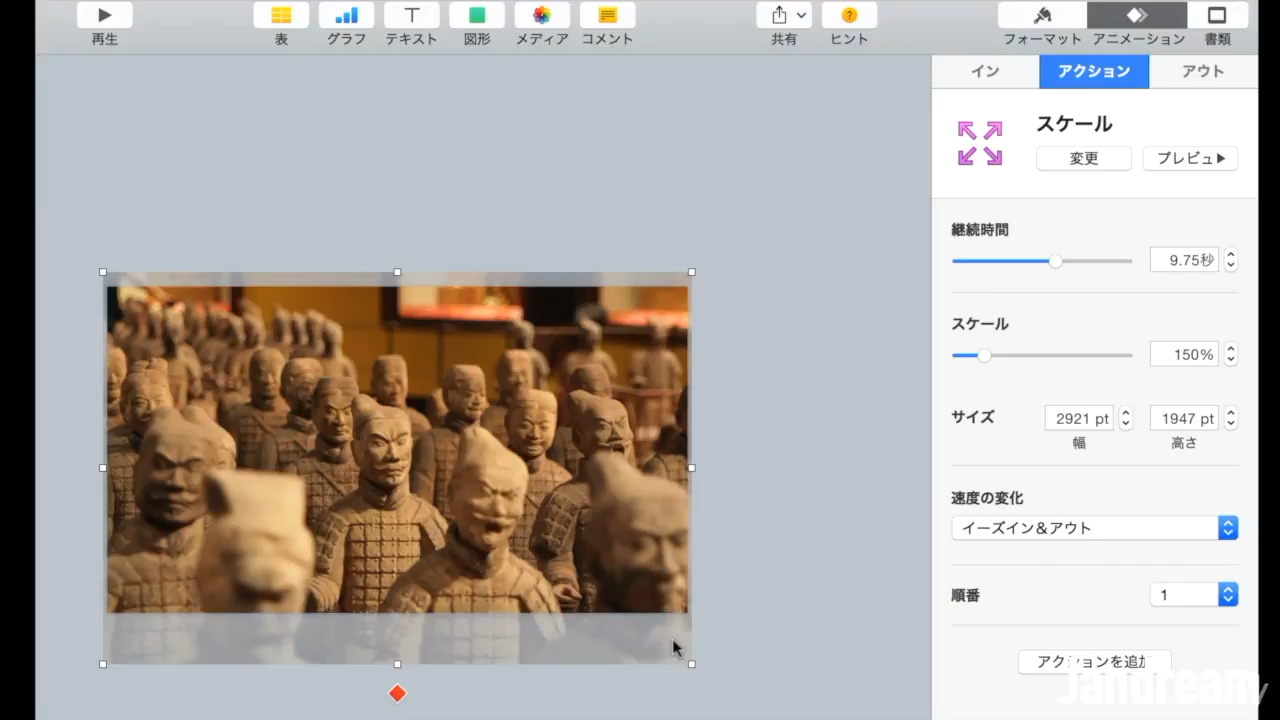 再生
表
グラフ
テキスト
図形
メディア
コメント
共有
ヒント
フォーマット
アニメーション
書類
イン
アクション
アウト
スケール
変更
プレビュ▶
継続時間
9.75秒
スケール
150%
サイズ
2921 pt
1947 pt
幅
高さ
速度の変化
イーズイン＆アウト
順番
1
アクションを追加
Jandream/